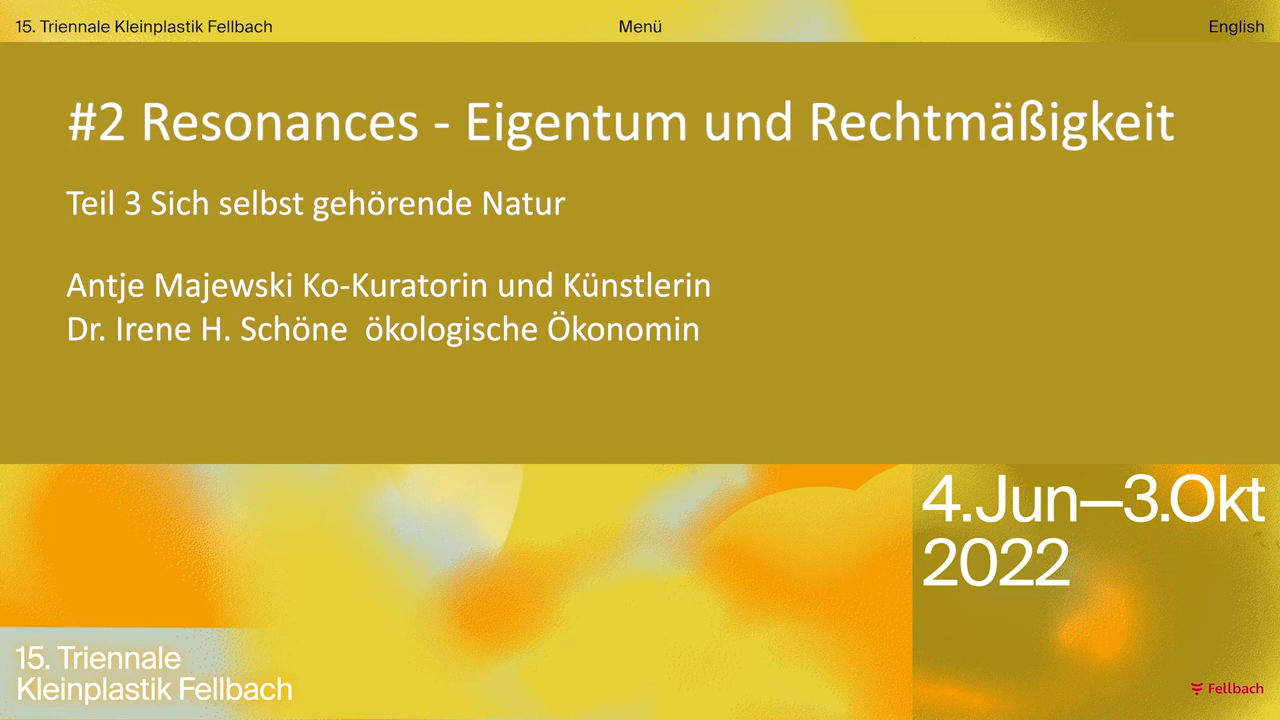 15. Triennale Kleinplastik Fellbach
Menü
English
#2 Resonances - Eigentum und Rechtmäßigkeit
Teil 3 Sich selbst gehörende Natur
Antje Majewski Ko-Kuratorin und Künstlerin
Dr. Irene H. Schöne  ökologische Ökonomin
4.Jun—3.Okt
2022
15. Triennale
Kleinplastik Fellbach
Fellbach